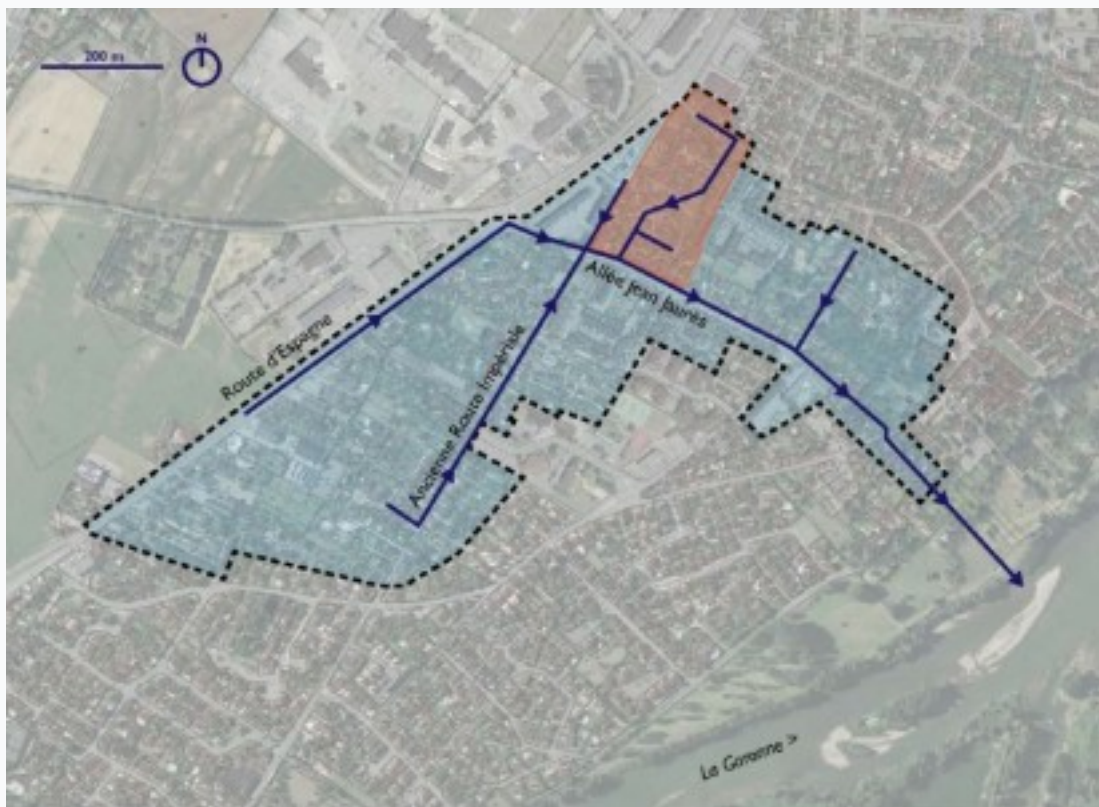 N
200 m
Route d'Espagne
Allée Jean Jaurès
Ancienne Route Impériale
La Garonne >